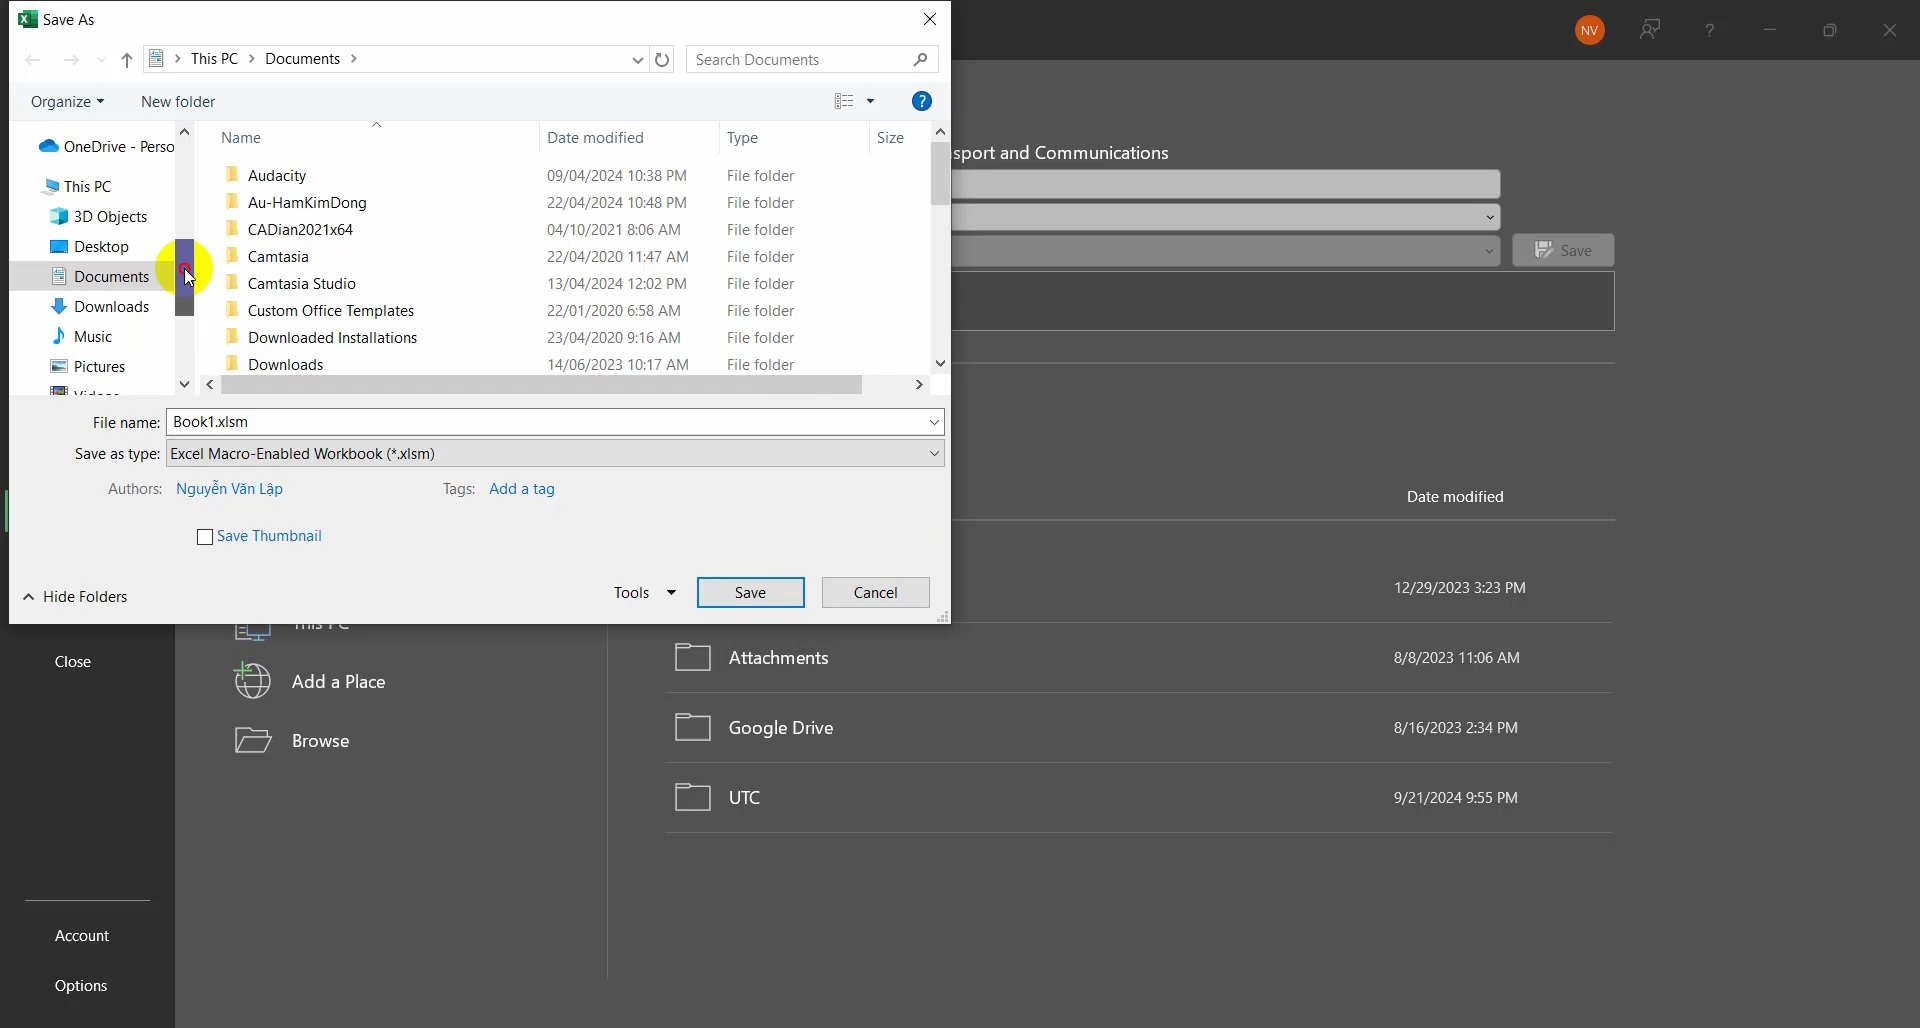 Save As
This PC > Documents >
Search Documents
Organize
New folder
?
OneDrive - Perso
This PC
3D Objects
Desktop
Documents
Downloads
Music
Pictures
Name Date modified Type Size
Audacity 09/04/2024 10:38 PM File folder
Au-HamKimDong 22/04/2024 10:48 PM File folder
CADian2021x64 04/10/2021 8:06 AM File folder
Camtasia 22/04/2020 11:47 AM File folder
Camtasia Studio 13/04/2024 12:02 PM File folder
Custom Office Templates 22/01/2020 6:58 AM File folder
Downloaded Installations 23/04/2020 9:16 AM File folder
Downloads 14/06/2023 10:17 AM File folder
File name: Book1.xlsm
Save as type: Excel Macro-Enabled Workbook (*.xlsm)
Authors: Nguyễn Văn Lập Tags: Add a tag
Save Thumbnail
Hide Folders
Tools Save Cancel
NV ?
sport and Communications
Save
Date modified
12/29/2023 3:23 PM
This PC
Attachments 8/8/2023 11:06 AM
Close
Add a Place
Google Drive 8/16/2023 2:34 PM
Browse
UTC 9/21/2024 9:55 PM
Account
Options